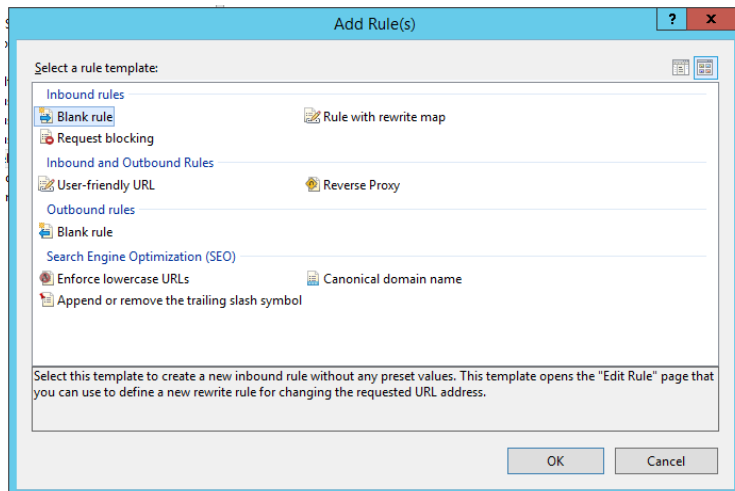 Add Rule(s)
? x
Select a rule template:
Inbound rules
Blank rule
Rule with rewrite map
Request blocking
Inbound and Outbound Rules
User-friendly URL
Reverse Proxy
Outbound rules
Blank rule
Search Engine Optimization (SEO)
Enforce lowercase URLs
Canonical domain name
Append or remove the trailing slash symbol
Select this template to create a new inbound rule without any preset values. This template opens the "Edit Rule" page that
you can use to define a new rewrite rule for changing the requested URL address.
OK
Cancel